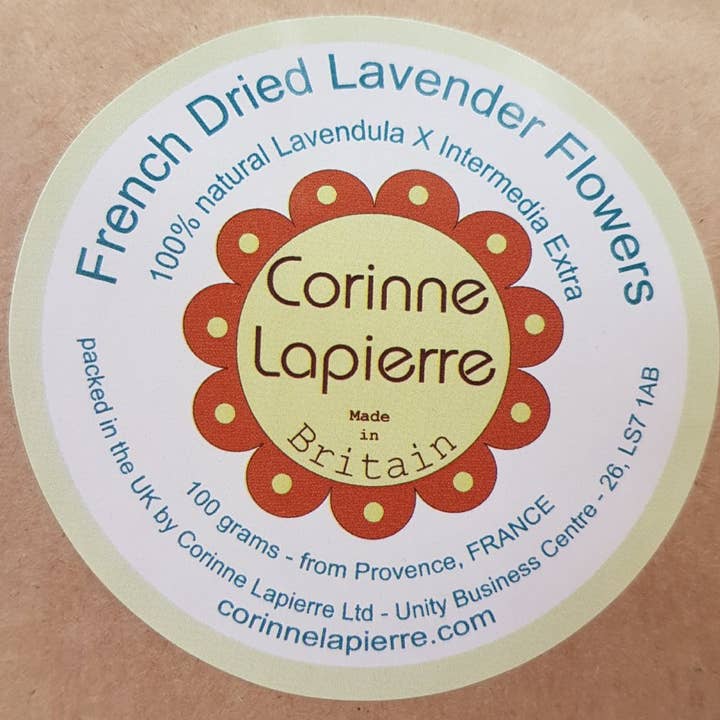 French Dried Lavender Flowers
100% natural Lavendula X Intermedia Extra
Corinne
Lapierre
Made
in
Britain
100 grams - from Provence, FRANCE
packed in the UK by Corinne Lapierre Ltd - Unity Business Centre - 26, LS7 1AB
corinnelapierre.com